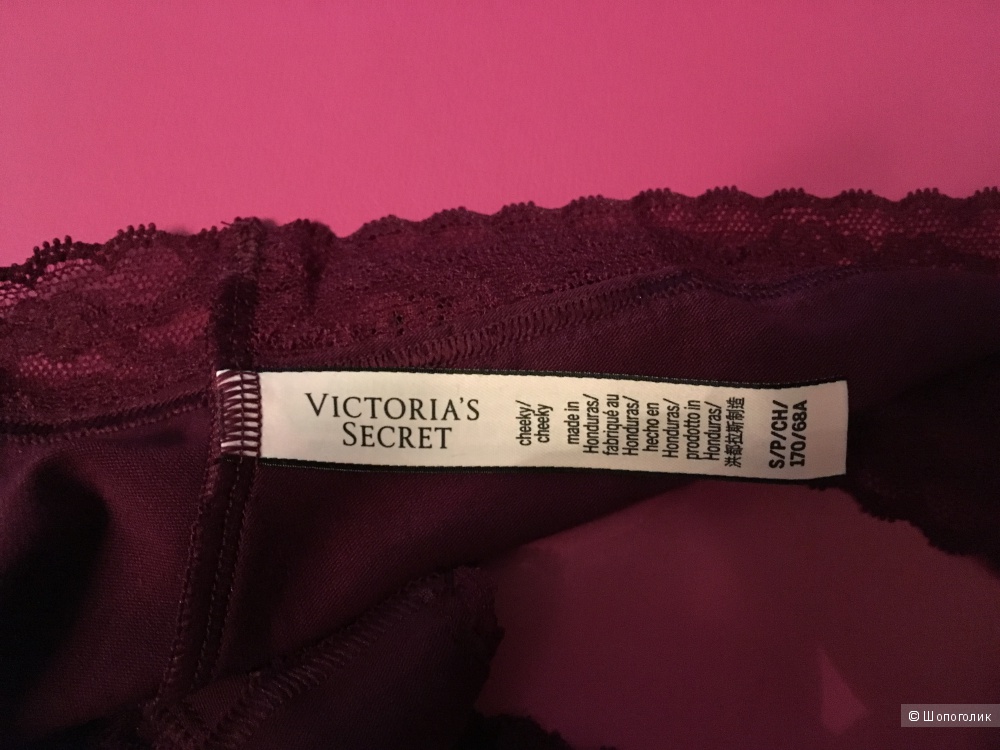 VICTORIA'S
SECRET
cheeky/
cheeky
made in
Honduras/
fabriqué au
Honduras/
hecho en
Honduras/
prodotto in
Honduras/
洪都拉斯制造
S/P/CH/
170/68A
© Шопоголик